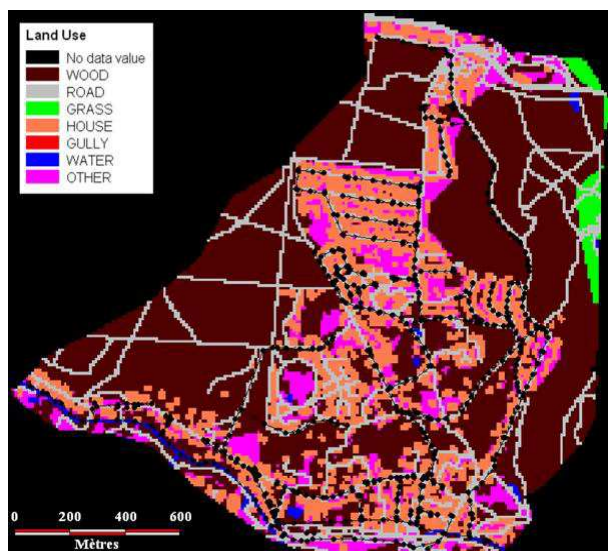 Land Use
No data value
WOOD
ROAD
GRASS
HOUSE
GULLY
WATER
OTHER
0 200 400 600
Mètres